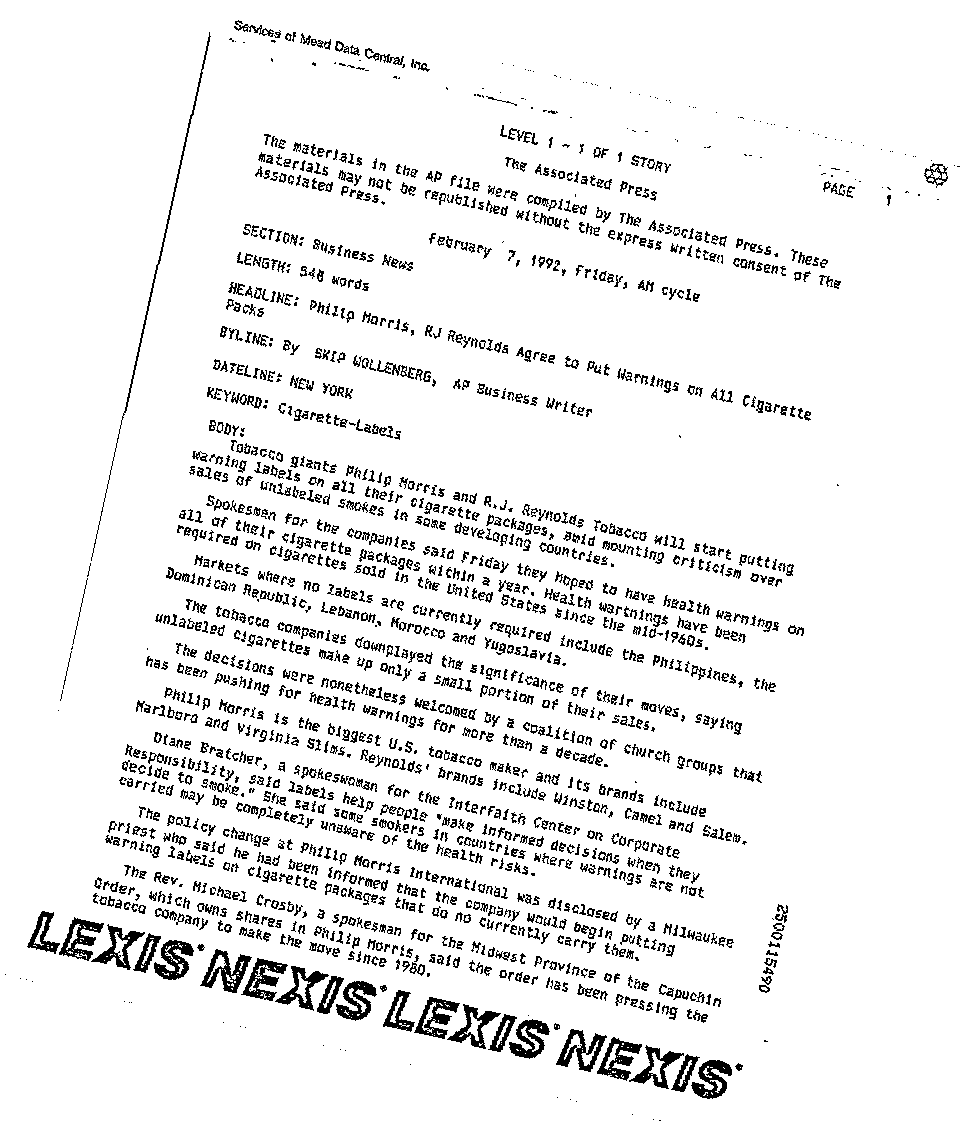 Services of Mead Data Central, Inc.
LEVEL 1 - 1 OF 1 STORY
The Associated Press
PAGE 1
The materials in the AP file were compiled by The Associated Press. These
materials may not be republished without the express written consent of The
Associated Press.
February 7, 1992, Friday, AM cycle
SECTION: Business News
LENGTH: 548 words
HEADLINE: Philip Morris, RJ Reynolds Agree to Put Warnings on All Cigarette
Packs
BYLINE: By SKIP WOLLENBERG, AP Business Writer
DATELINE: NEW YORK
KEYWORD: Cigarette-Labels
BODY:
Tobacco giants Philip Morris and R.J. Reynolds Tobacco will start putting
warning labels on all their cigarette packages, amid mounting criticism over
sales of unlabeled smokes in some developing countries.
Spokesmen for the companies said Friday they hoped to have health warnings on
all of their cigarette packages within a year. Health wartnings have been
required on cigarettes sold in the United States since the mid-1960s.
Markets where no labels are currently required include the Philippines, the
Dominican Republic, Lebanon, Morocco and Yugoslavia.
The tobacco companies downplayed the significance of their moves, saying
unlabeled cigarettes make up only a small portion of their sales.
The decisions were nonetheless welcomed by a coalition of church groups that
has been pushing for health warnings for more than a decade.
Philip Morris is the biggest U.S. tobacco maker and its brands include
Marlboro and Virginia Slims. Reynolds' brands include Winston, Camel and Salem.
Diane Bratcher, a spokeswoman for the Interfaith Center on Corporate
Responsibility, said labels help people "make informed decisions when they
decide to smoke." She said some smokers in countries where warnings are not
carried may be completely unaware of the health risks.
The policy change at Philip Morris International was disclosed by a Milwaukee
priest who said he had been informed that the company would begin putting
warning labels on cigarette packages that do no currently carry them.
The Rev. Michael Crosby, a spokesman for the Midwest Province of the Capuchin
Order, which owns shares in Philip Morris, said the order has been pressing the
tobacco company to make the move since 1980.
2500115490
LEXIS NEXIS LEXIS NEXIS